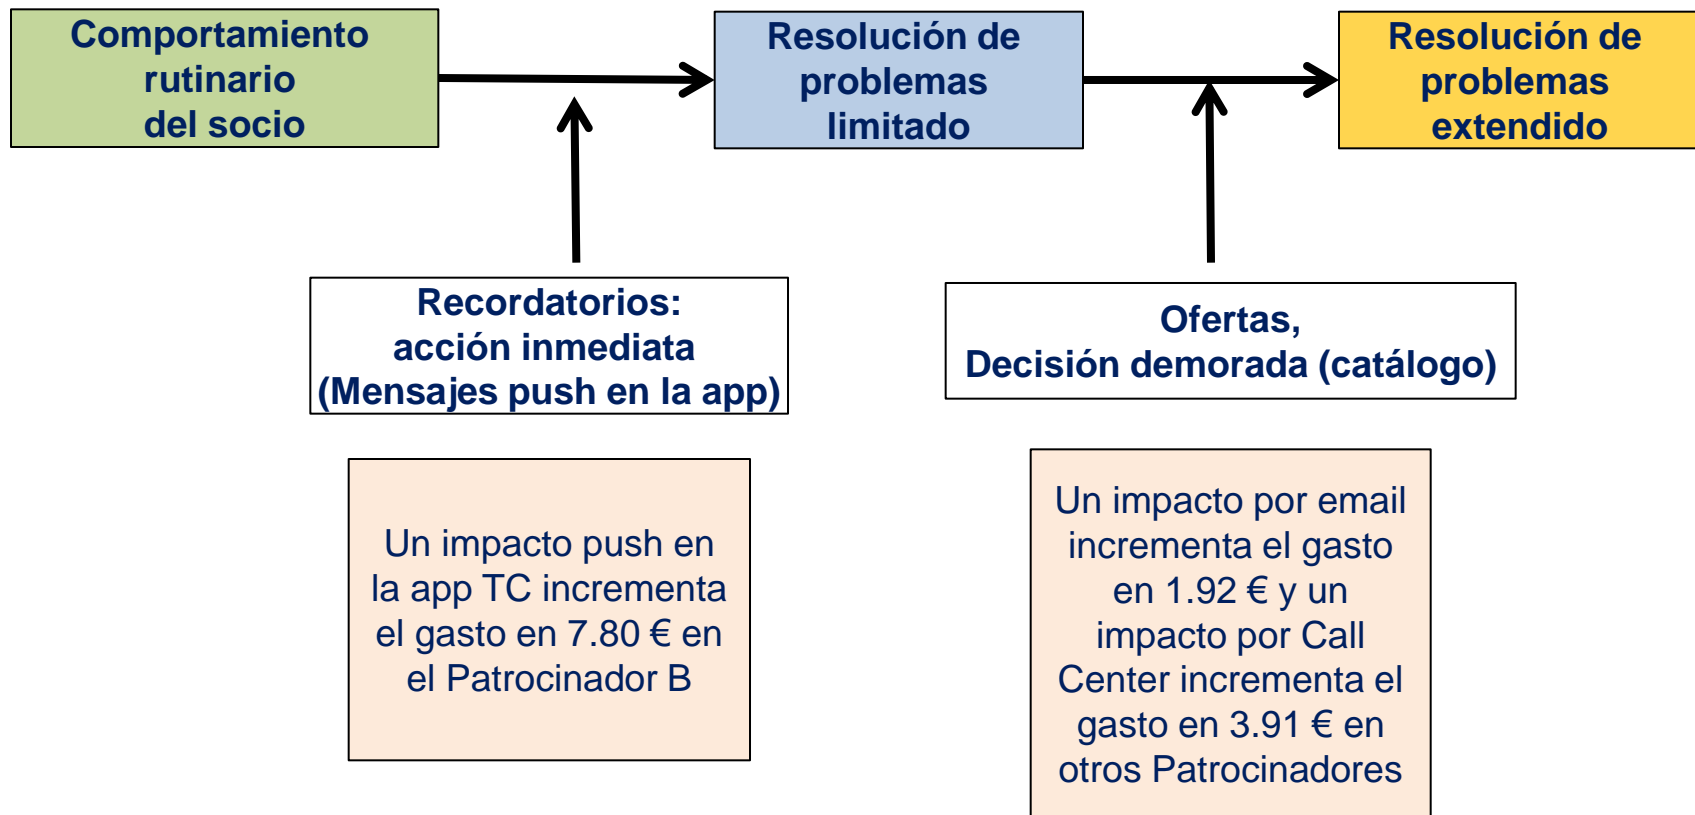 Comportamiento
rutinario
del socio
Resolución de
problemas
limitado
Resolución de
problemas
extendido
Recordatorios:
acción inmediata
(Mensajes push en la app)
Ofertas,
Decisión demorada (catálogo)
Un impacto push en
la app TC incrementa
el gasto en 7.80 € en
el Patrocinador B
Un impacto por email
incrementa el gasto
en 1.92 € y un
impacto por Call
Center incrementa el
gasto en 3.91 € en
otros Patrocinadores